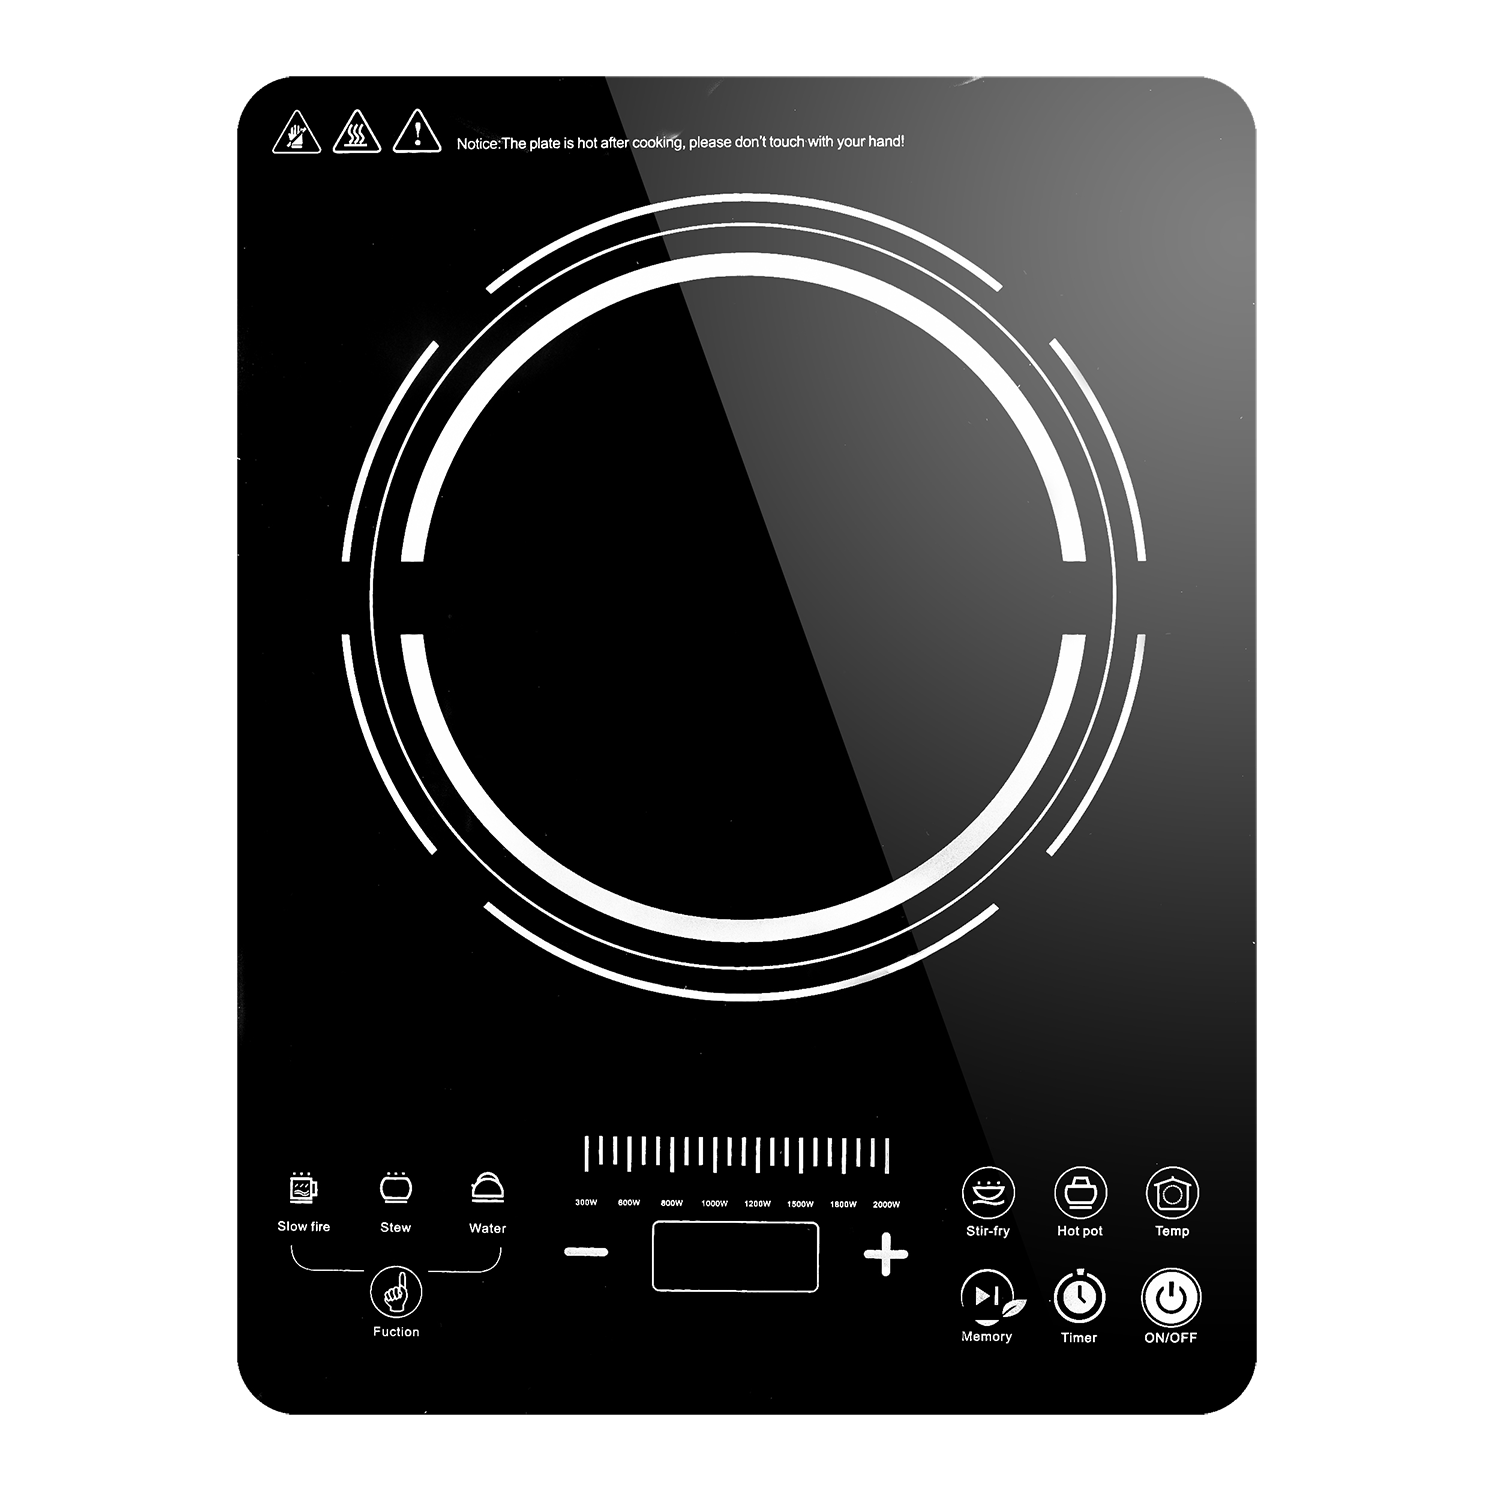 Notice:The plate is hot after cooking, please don't touch with your hand!
300W 600W 800W 1000W 1200W 1500W 1800W 2000W
Slow fire Stew Water
Fuction
Stir-fry Hot pot Temp
Memory Timer ON/OFF